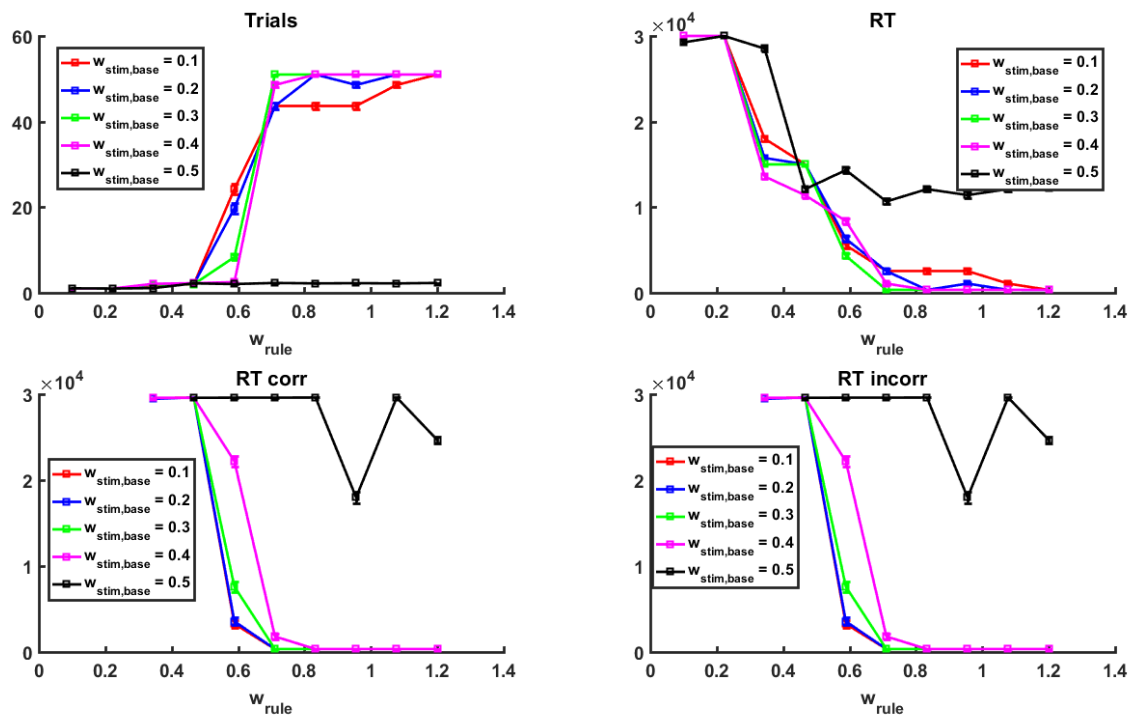 Trials
60
40
20
0
0 0.2 0.4 0.6 0.8 1 1.2 1.4
w_rule
w_stim,base = 0.1
w_stim,base = 0.2
w_stim,base = 0.3
w_stim,base = 0.4
w_stim,base = 0.5
RT
×10^4
3
2
1
0
0 0.2 0.4 0.6 0.8 1 1.2 1.4
w_rule
w_stim,base = 0.1
w_stim,base = 0.2
w_stim,base = 0.3
w_stim,base = 0.4
w_stim,base = 0.5
RT corr
×10^4
3
2
1
0
0 0.2 0.4 0.6 0.8 1 1.2 1.4
w_rule
w_stim,base = 0.1
w_stim,base = 0.2
w_stim,base = 0.3
w_stim,base = 0.4
w_stim,base = 0.5
RT incorr
×10^4
3
2
1
0
0 0.2 0.4 0.6 0.8 1 1.2 1.4
w_rule
w_stim,base = 0.1
w_stim,base = 0.2
w_stim,base = 0.3
w_stim,base = 0.4
w_stim,base = 0.5